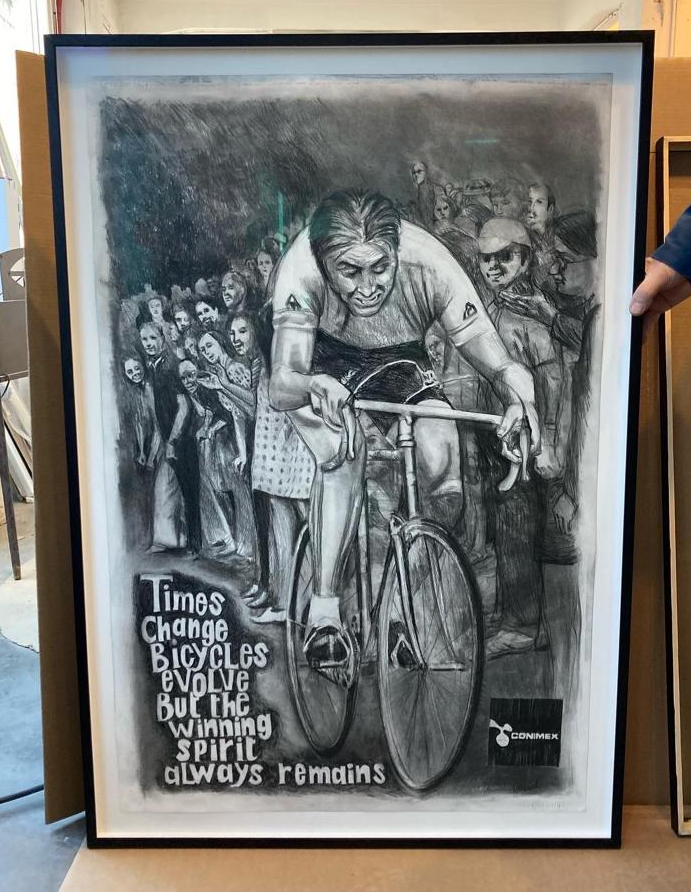 Times
Change
Bicycles
evolve
But the
winning
spirit
always remains
CONIMEX